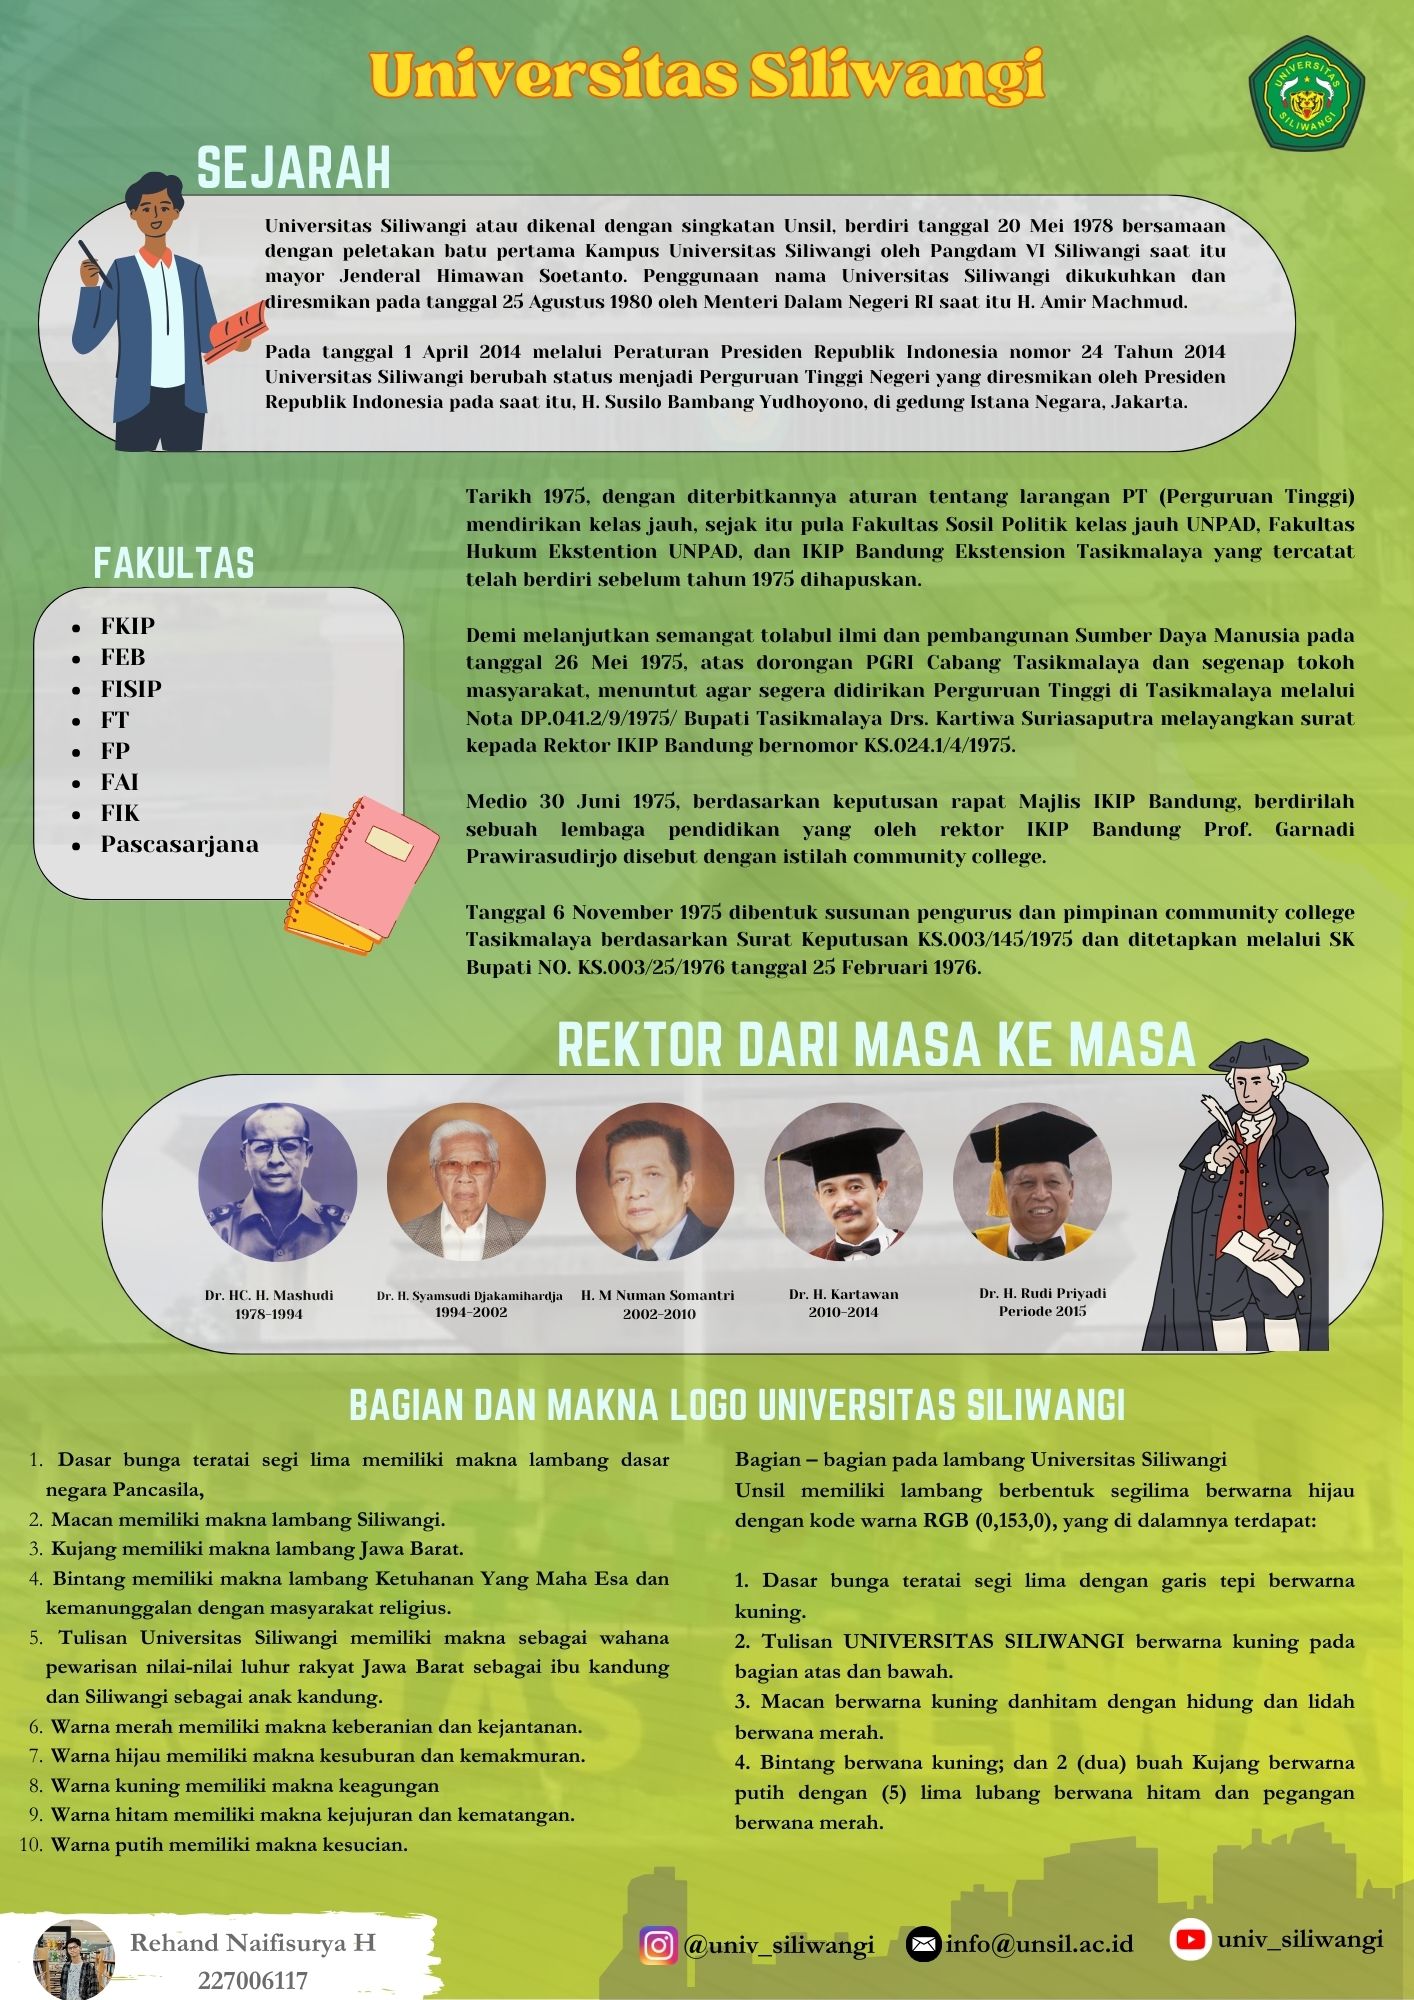 Universitas Siliwangi
UNIVERSITAS
SILIWANGI
SEJARAH
Universitas Siliwangi atau dikenal dengan singkatan Unsil, berdiri tanggal 20 Mei 1978 bersamaan
dengan peletakan batu pertama Kampus Universitas Siliwangi oleh Pangdam VI Siliwangi saat itu
mayor Jenderal Himawan Soetanto. Penggunaan nama Universitas Siliwangi dikukuhkan dan
diresmikan pada tanggal 25 Agustus 1980 oleh Menteri Dalam Negeri RI saat itu H. Amir Machmud.
Pada tanggal 1 April 2014 melalui Peraturan Presiden Republik Indonesia nomor 24 Tahun 2014
Universitas Siliwangi berubah status menjadi Perguruan Tinggi Negeri yang diresmikan oleh Presiden
Republik Indonesia pada saat itu, H. Susilo Bambang Yudhoyono, di gedung Istana Negara, Jakarta.
FAKULTAS
• FKIP
• FEB
• FISIP
• FT
• FP
• FAI
• FIK
• Pascasarjana
Tarikh 1975, dengan diterbitkannya aturan tentang larangan PT (Perguruan Tinggi)
mendirikan kelas jauh, sejak itu pula Fakultas Sosil Politik kelas jauh UNPAD, Fakultas
Hukum Ekstention UNPAD, dan IKIP Bandung Ekstension Tasikmalaya yang tercatat
telah berdiri sebelum tahun 1975 dihapuskan.
Demi melanjutkan semangat tolabul ilmi dan pembangunan Sumber Daya Manusia pada
tanggal 26 Mei 1975, atas dorongan PGRI Cabang Tasikmalaya dan segenap tokoh
masyarakat, menuntut agar segera didirikan Perguruan Tinggi di Tasikmalaya melalui
Nota DP.041.2/9/1975/ Bupati Tasikmalaya Drs. Kartiwa Suriasaputra melayangkan surat
kepada Rektor IKIP Bandung bernomor KS.024.1/4/1975.
Medio 30 Juni 1975, berdasarkan keputusan rapat Majlis IKIP Bandung, berdirilah
sebuah lembaga pendidikan yang oleh rektor IKIP Bandung Prof. Garnadi
Prawirasudirjo disebut dengan istilah community college.
Tanggal 6 November 1975 dibentuk susunan pengurus dan pimpinan community college
Tasikmalaya berdasarkan Surat Keputusan KS.003/145/1975 dan ditetapkan melalui SK
Bupati NO. KS.003/25/1976 tanggal 25 Februari 1976.
REKTOR DARI MASA KE MASA
Dr. HC. H. Mashudi
1978-1994
Dr. H. Syamsudi Djakamihardja
1994-2002
H. M Numan Somantri
2002-2010
Dr. H. Kartawan
2010-2014
Dr. H. Rudi Priyadi
Periode 2015
BAGIAN DAN MAKNA LOGO UNIVERSITAS SILIWANGI
1. Dasar bunga teratai segi lima memiliki makna lambang dasar
negara Pancasila,
2. Macan memiliki makna lambang Siliwangi.
3. Kujang memiliki makna lambang Jawa Barat.
4. Bintang memiliki makna lambang Ketuhanan Yang Maha Esa dan
kemanunggalan dengan masyarakat religius.
5. Tulisan Universitas Siliwangi memiliki makna sebagai wahana
pewarisan nilai-nilai luhur rakyat Jawa Barat sebagai ibu kandung
dan Siliwangi sebagai anak kandung.
6. Warna merah memiliki makna keberanian dan kejantanan.
7. Warna hijau memiliki makna kesuburan dan kemakmuran.
8. Warna kuning memiliki makna keagungan
9. Warna hitam memiliki makna kejujuran dan kematangan.
10. Warna putih memiliki makna kesucian.
Bagian – bagian pada lambang Universitas Siliwangi
Unsil memiliki lambang berbentuk segilima berwarna hijau
dengan kode warna RGB (0,153,0), yang di dalamnya terdapat:
1. Dasar bunga teratai segi lima dengan garis tepi berwarna
kuning.
2. Tulisan UNIVERSITAS SILIWANGI berwarna kuning pada
bagian atas dan bawah.
3. Macan berwarna kuning danhitam dengan hidung dan lidah
berwana merah.
4. Bintang berwana kuning; dan 2 (dua) buah Kujang berwarna
putih dengan (5) lima lubang berwana hitam dan pegangan
berwana merah.
Rehand Naifisurya H
227006117
@univ_siliwangi
info@unsil.ac.id
univ_siliwangi